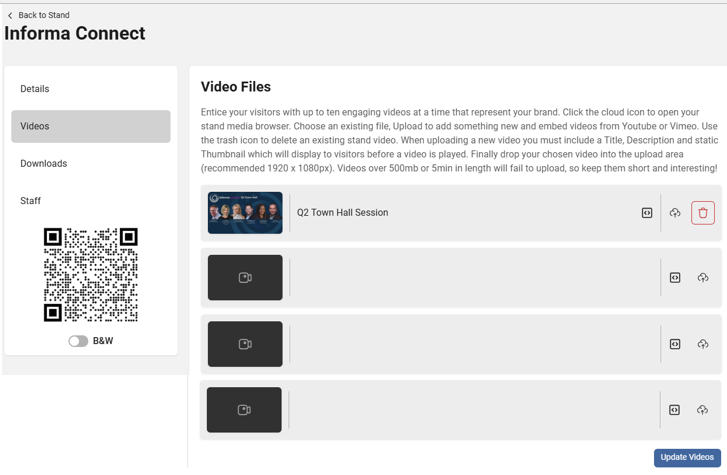 Back to Stand
Informa Connect
Details
Videos
Downloads
Staff
B&W
Video Files
Entice your visitors with up to ten engaging videos at a time that represent your brand. Click the cloud icon to open your
stand media browser. Choose an existing file, Upload to add something new and embed videos from Youtube or Vimeo. Use
the trash icon to delete an existing stand video. When uploading a new video you must include a Title, Description and static
Thumbnail which will display to visitors before a video is played. Finally drop your chosen video into the upload area
(recommended 1920 x 1080px). Videos over 500mb or 5min in length will fail to upload, so keep them short and interesting!
Q2 Town Hall Session
Update Videos